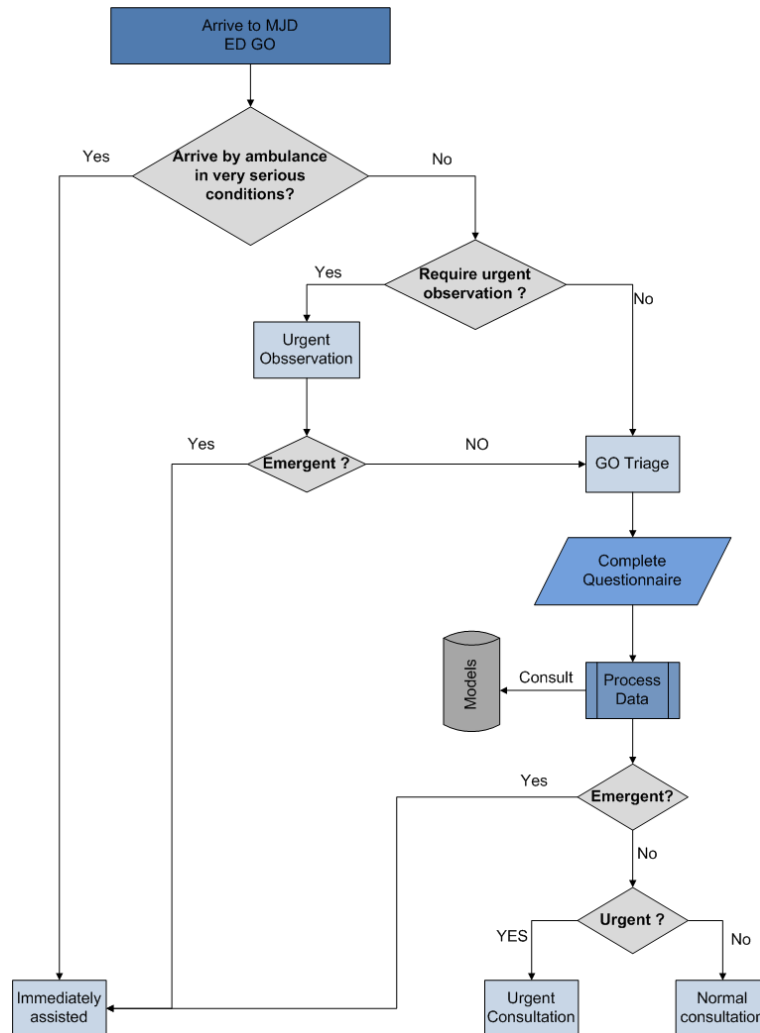 Arrive to MJD
ED GO
Yes
Arrive by ambulance
in very serious
conditions?
No
Yes
Require urgent
observation ?
No
Urgent
Obsservation
Yes
Emergent ?
NO
GO Triage
Complete
Questionnaire
Models
Consult
Process
Data
Yes
Emergent?
No
YES
Urgent ?
No
Immediately
assisted
Urgent
Consultation
Normal
consultation